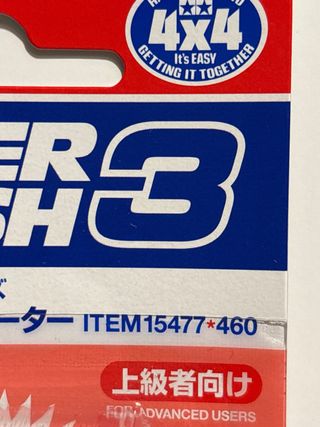 4x4
It's EASY
GETTING IT TOGETHER
ER
SH 3
ズ
ーター ITEM15477*460
上級者向け
FOR ADVANCED USERS